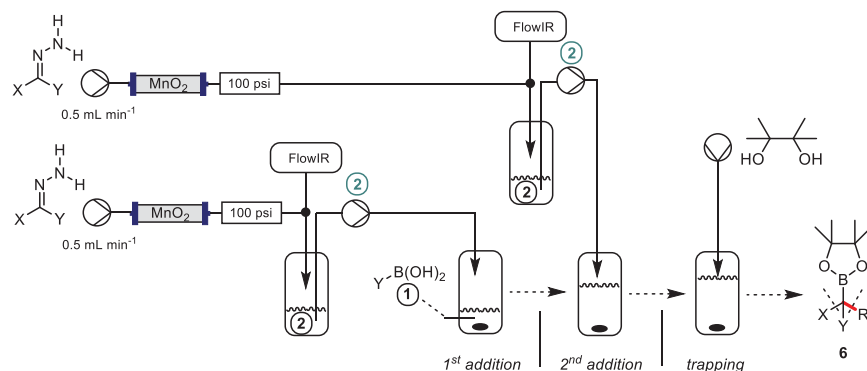 FlowIR
2
H
N
H
N
X
Y
MnO2
100 psi
0.5 mL min-1
HO
OH
2
FlowIR
2
H
N
H
N
X
Y
MnO2
100 psi
0.5 mL min-1
2
B(OH)2
Y
1
O
O
B
X
Y
R
6
1st addition
2nd addition
trapping